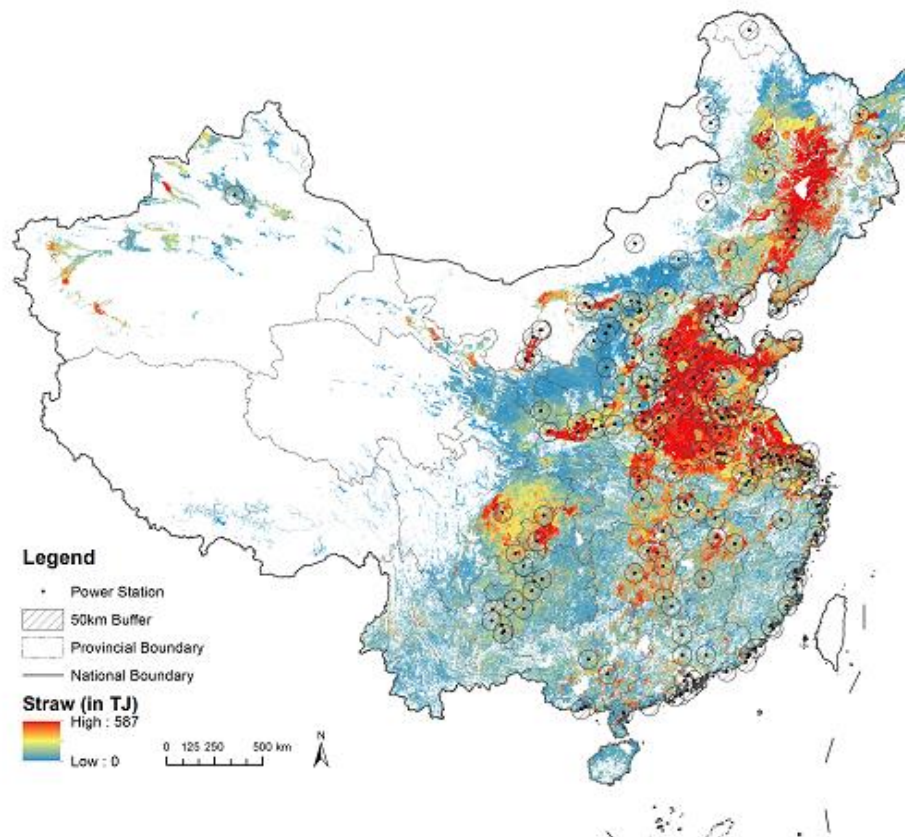 Legend
Power Station
50km Buffer
Provincial Boundary
National Boundary
Straw (in TJ)
High : 587
Low : 0
0 125 250 500 km
N